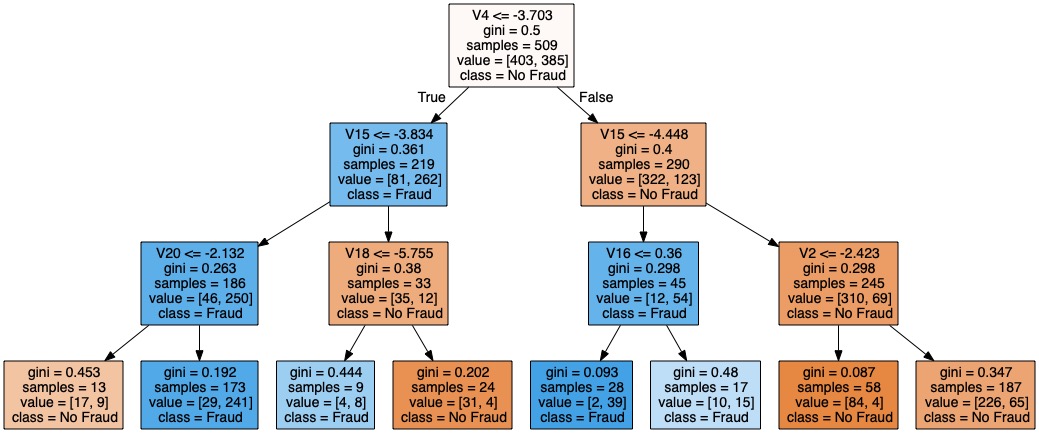 V4 <= -3.703
gini = 0.5
samples = 509
value = [403, 385]
class = No Fraud
True
False
V15 <= -3.834
gini = 0.361
samples = 219
value = [81, 262]
class = Fraud
V15 <= -4.448
gini = 0.4
samples = 290
value = [322, 123]
class = No Fraud
V20 <= -2.132
gini = 0.263
samples = 186
value = [46, 250]
class = Fraud
V18 <= -5.755
gini = 0.38
samples = 33
value = [35, 12]
class = No Fraud
V16 <= 0.36
gini = 0.298
samples = 45
value = [12, 54]
class = Fraud
V2 <= -2.423
gini = 0.298
samples = 245
value = [310, 69]
class = No Fraud
gini = 0.453
samples = 13
value = [17, 9]
class = No Fraud
gini = 0.192
samples = 173
value = [29, 241]
class = Fraud
gini = 0.444
samples = 9
value = [4, 8]
class = Fraud
gini = 0.202
samples = 24
value = [31, 4]
class = No Fraud
gini = 0.093
samples = 28
value = [2, 39]
class = Fraud
gini = 0.48
samples = 17
value = [10, 15]
class = Fraud
gini = 0.087
samples = 58
value = [84, 4]
class = No Fraud
gini = 0.347
samples = 187
value = [226, 65]
class = No Fraud